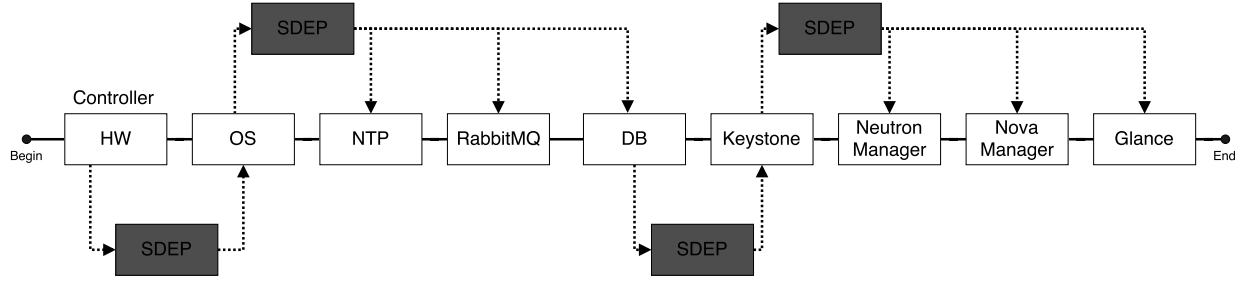 SDEP
SDEP
Controller
HW
OS
NTP
RabbitMQ
DB
Keystone
Neutron
Manager
Nova
Manager
Glance
Begin
End
SDEP
SDEP